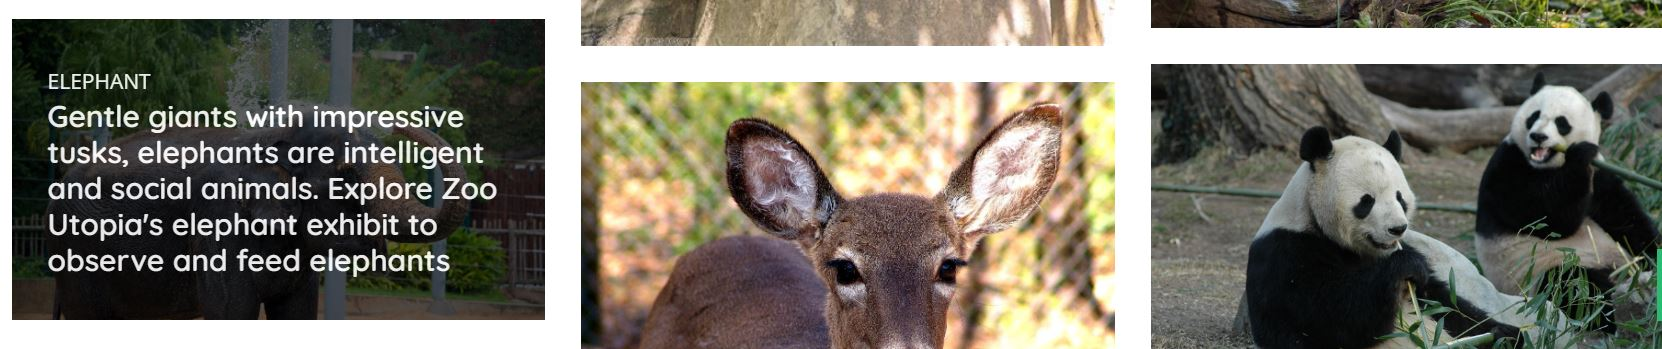 ELEPHANT
Gentle giants with impressive
tusks, elephants are intelligent
and social animals. Explore Zoo
Utopia's elephant exhibit to
observe and feed elephants